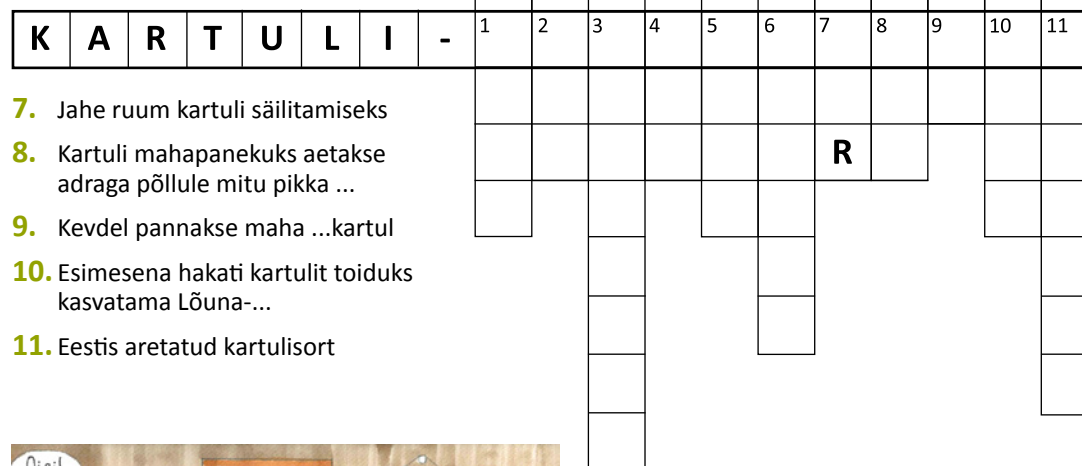 K A R T U L I - 1 2 3 4 5 6 7 8 9 10 11
7. Jahe ruum kartuli säilitamiseks
8. Kartuli mahapanekuks aetakse
R
adraga põllule mitu pikka ...
9. Kevdel pannakse maha ...kartul
10. Esimesena hakati kartulit toiduks
kasvatama Lõuna-...
11. Eestis aretatud kartulisort